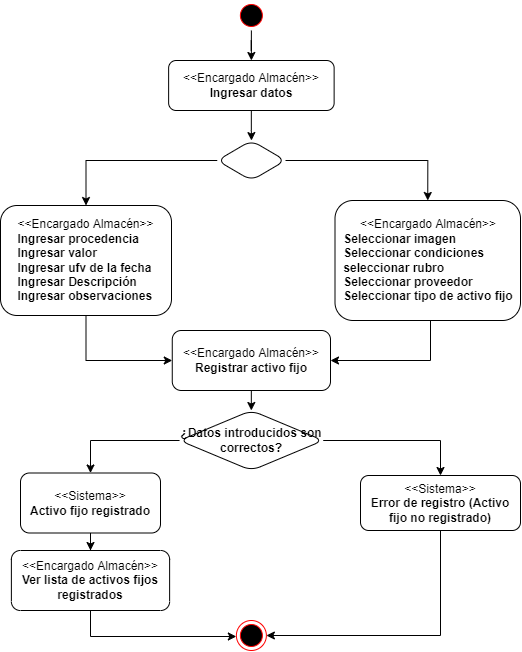 <<Encargado Almacén>>
Ingresar datos
<<Encargado Almacén>>
Ingresar procedencia
Ingresar valor
Ingresar ufv de la fecha
Ingresar Descripción
Ingresar observaciones
<<Encargado Almacén>>
Seleccionar imagen
Seleccionar condiciones
seleccionar rubro
Seleccionar proveedor
Seleccionar tipo de activo fijo
<<Encargado Almacén>>
Registrar activo fijo
¿Datos introducidos son
correctos?
<<Sistema>>
Activo fijo registrado
<<Sistema>>
Error de registro (Activo
fijo no registrado)
<<Encargado Almacén>>
Ver lista de activos fijos
registrados